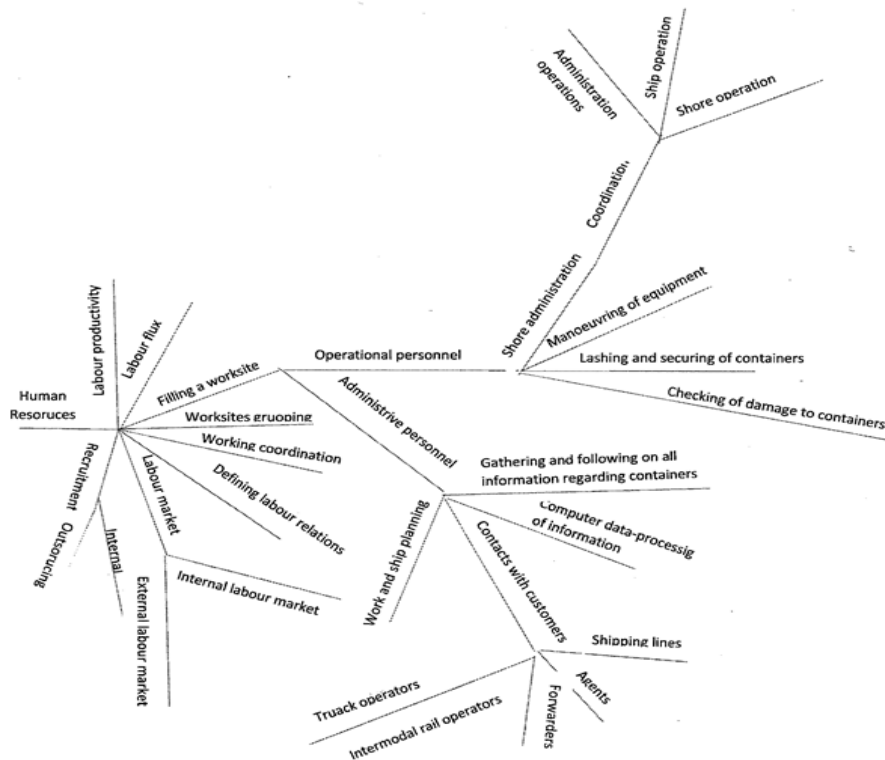 Administration
operations
Ship operation
Shore operation
Coordination
Shore administration
Manoeuvring of equipment
Lashing and securing of containers
Checking of damage to containers
Labour productivity
Labour flux
Filling a worksite
Operational personnel
Human
Resoruces
Worksites gruoping
Working coordination
Defining labour relations
Labour market
Recruitment
Outsorucing
Internal
External labour market
Internal labour market
Administrive personnel
Gathering and following on all
information regarding containers
Computer data-processig
of information
Work and ship planning
Contacts with customers
Shipping lines
Agents
Forwarders
Truack operators
Intermodal rail operators